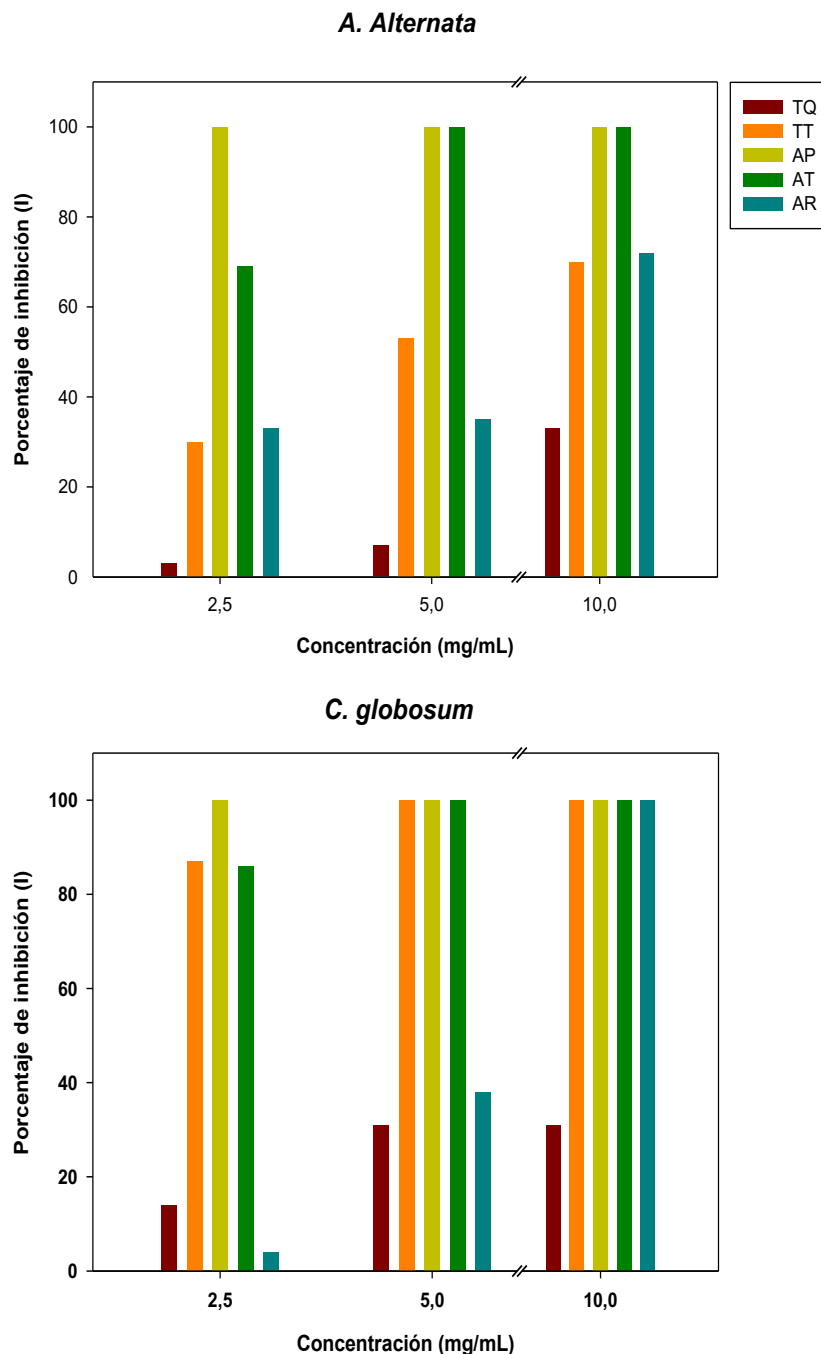 A. Alternata
TQ
TT
AP
AT
AR
Porcentaje de inhibición (I)
100
80
60
40
20
0
2,5 5,0 10,0
Concentración (mg/mL)
C. globosum
Porcentaje de inhibición (I)
100
80
60
40
20
0
2,5 5,0 10,0
Concentración (mg/mL)